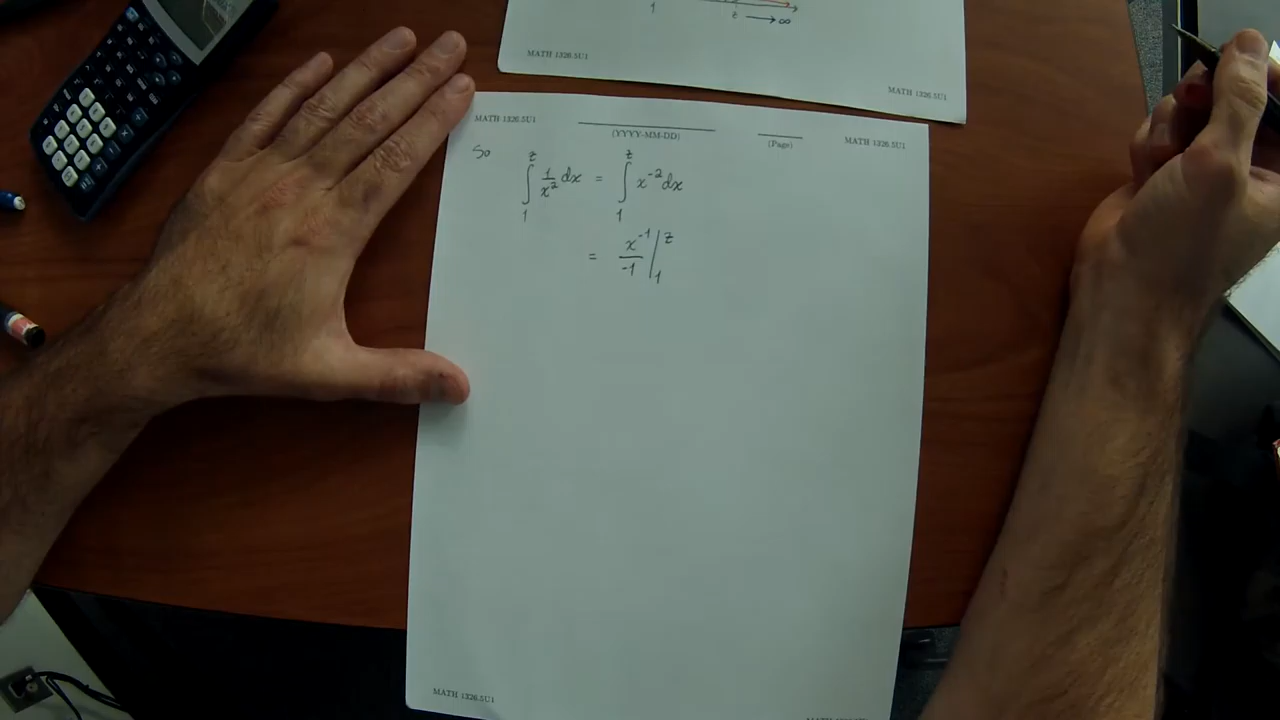 1
z ⟶ ∞
MATH 1326.5U1
MATH 1326.5U1
MATH 1326.5U1
(YYYY-MM-DD)
(Page)
MATH 1326.5U1
So ∫₁ᶻ 1/x² dx = ∫₁ᶻ x⁻² dx
= x⁻¹/-1 |₁ᶻ
MATH 1326.5U1